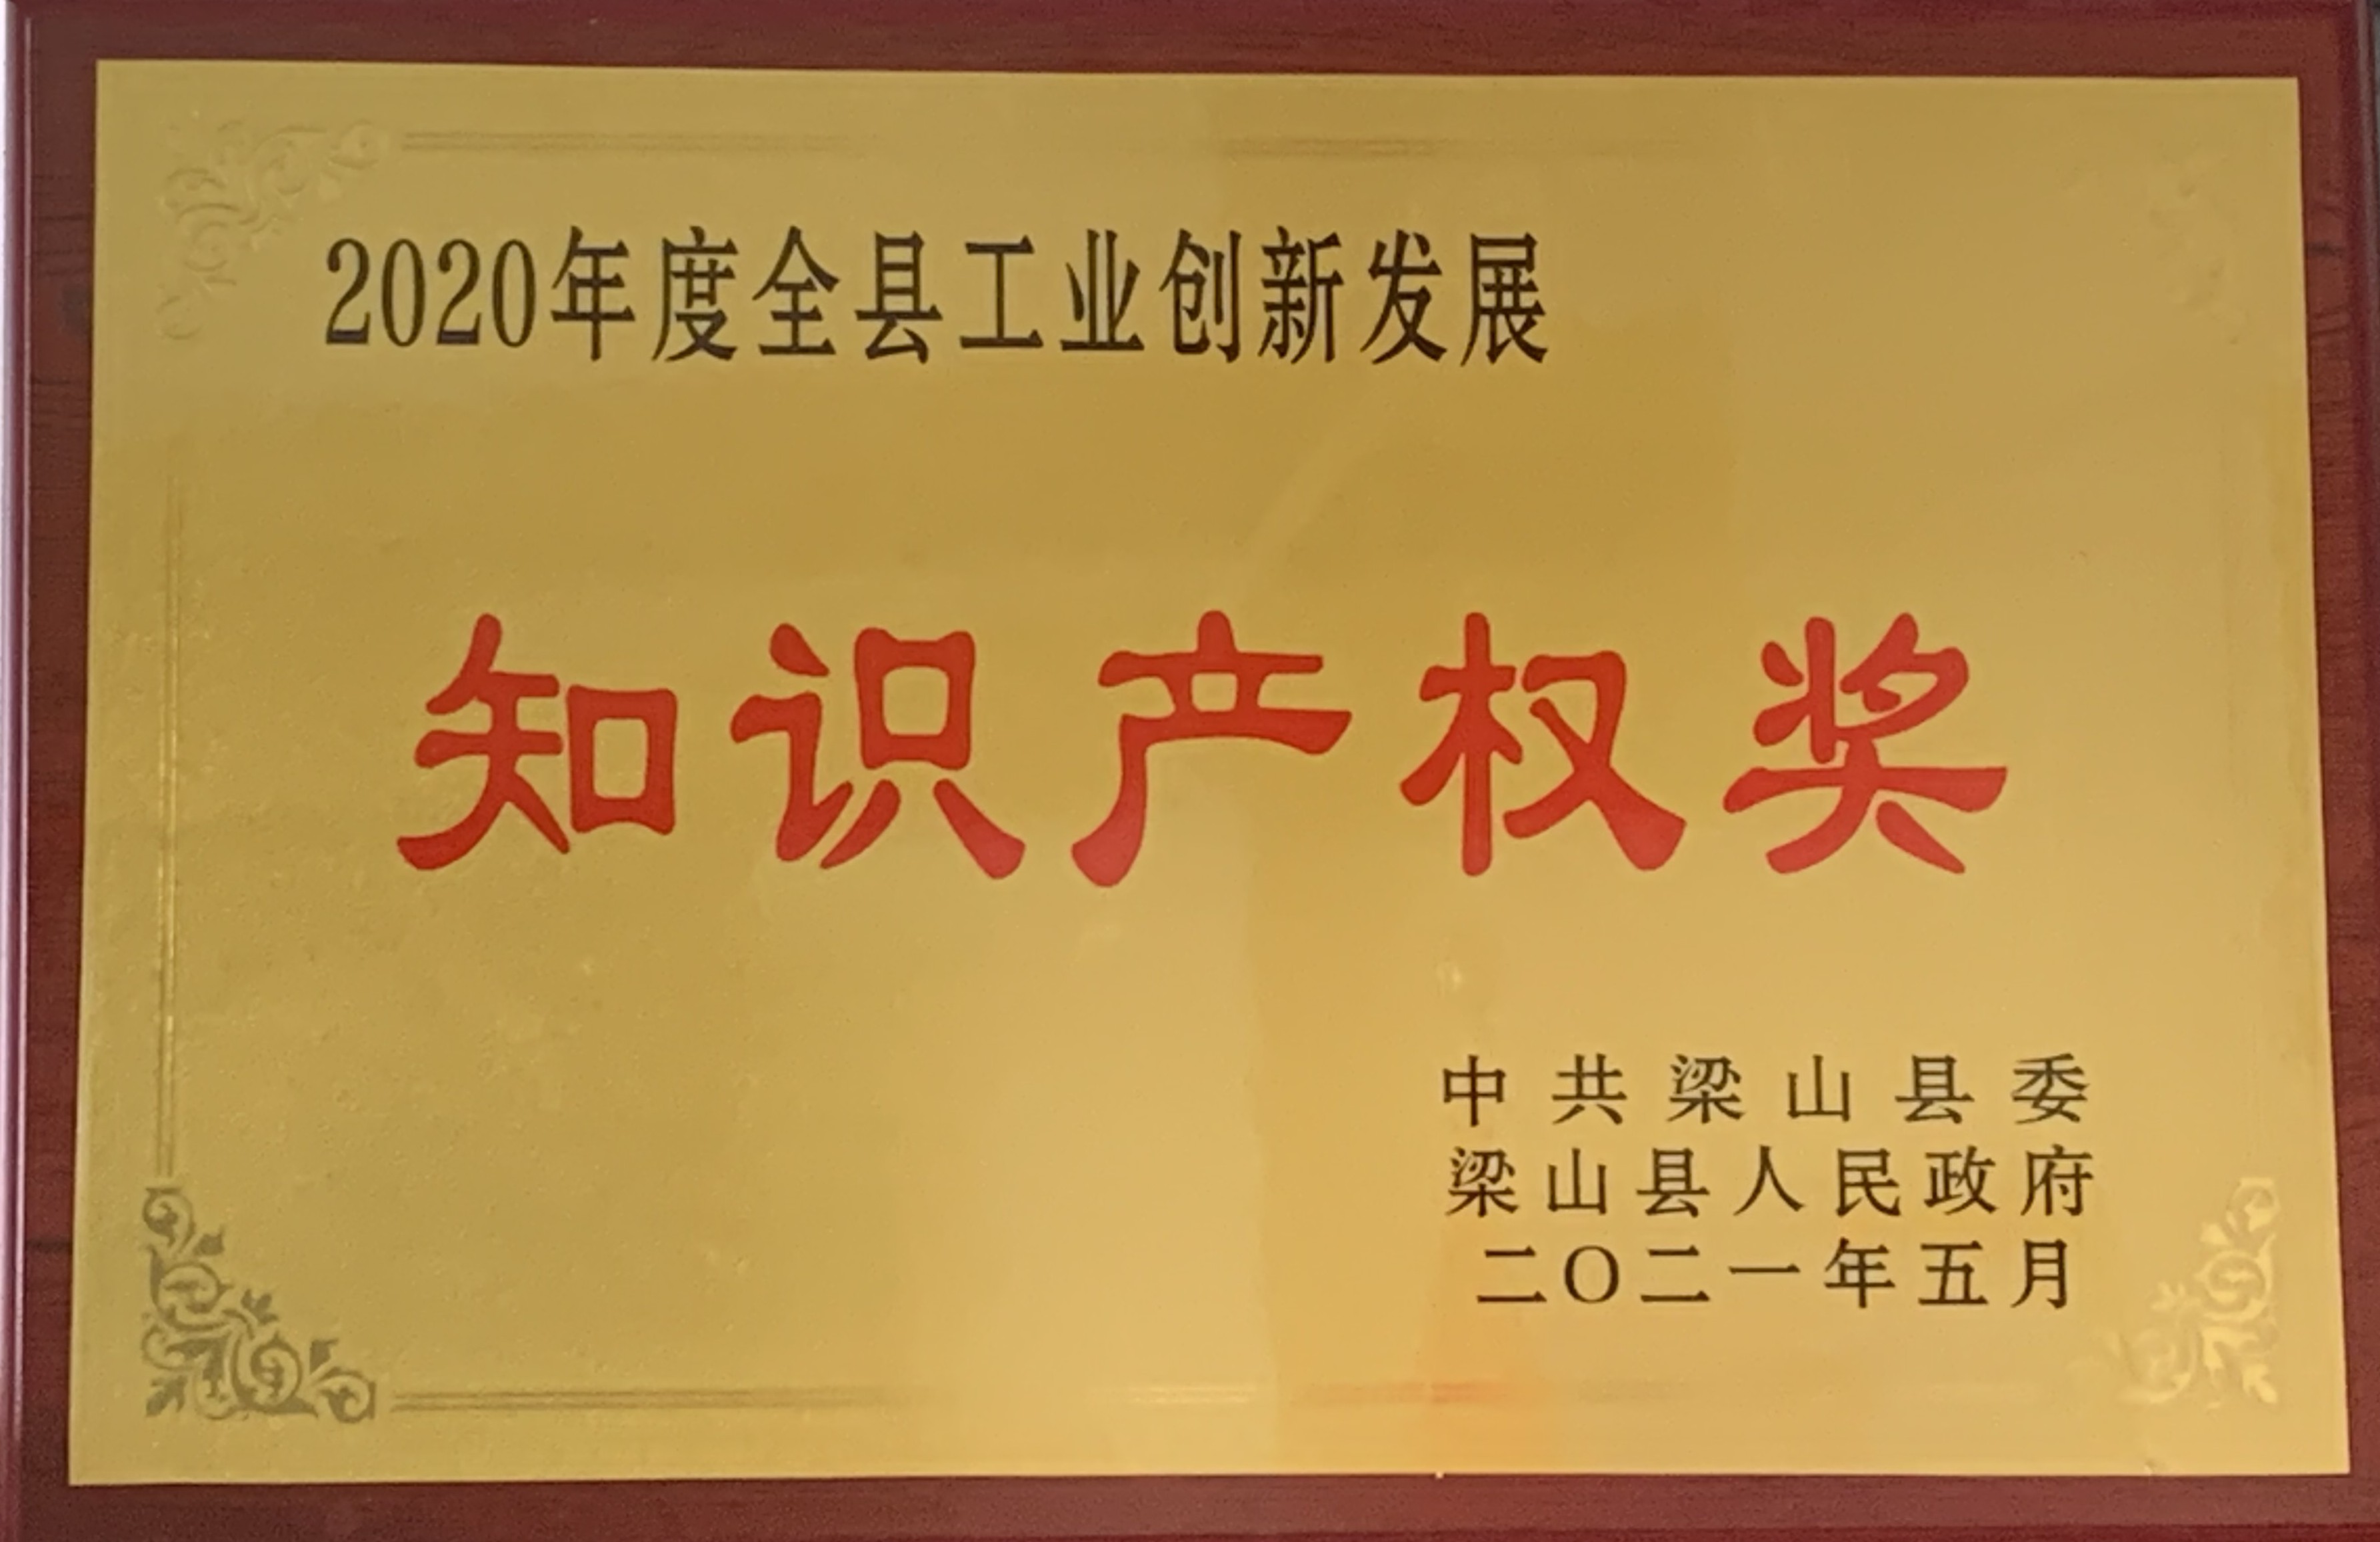 2020年度全县工业创新发展
知识产权奖
中共梁山县委
梁山县人民政府
二〇二一年五月